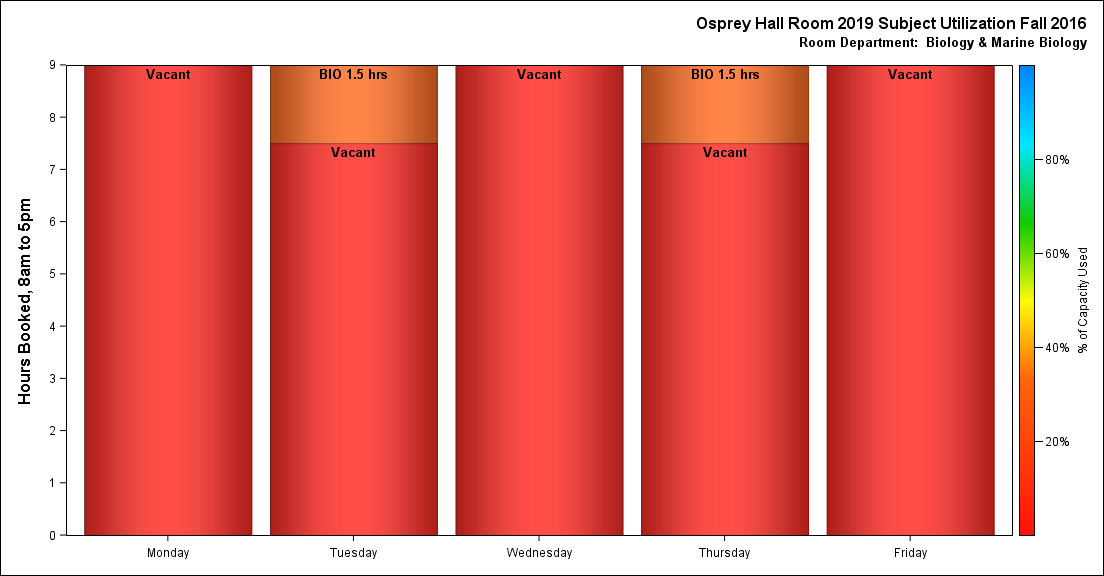 Osprey Hall Room 2019 Subject Utilization Fall 2016
Room Department: Biology & Marine Biology
Hours Booked, 8am to 5pm
9
8
7
6
5
4
3
2
1
0
Vacant
BIO 1.5 hrs
Vacant
Vacant
BIO 1.5 hrs
Vacant
Vacant
Monday
Tuesday
Wednesday
Thursday
Friday
80%
60%
40%
20%
% of Capacity Used